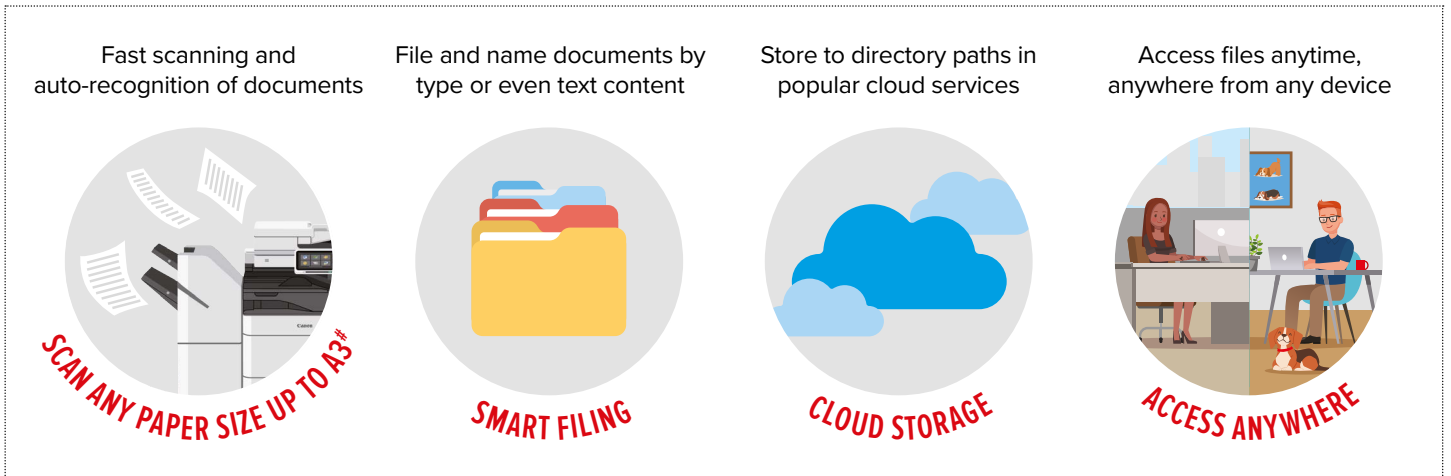 Fast scanning and
auto-recognition of documents
SCAN ANY PAPER SIZE UP TO A3#
File and name documents by
type or even text content
SMART FILING
Store to directory paths in
popular cloud services
CLOUD STORAGE
Access files anytime,
anywhere from any device
ACCESS ANYWHERE
Canon